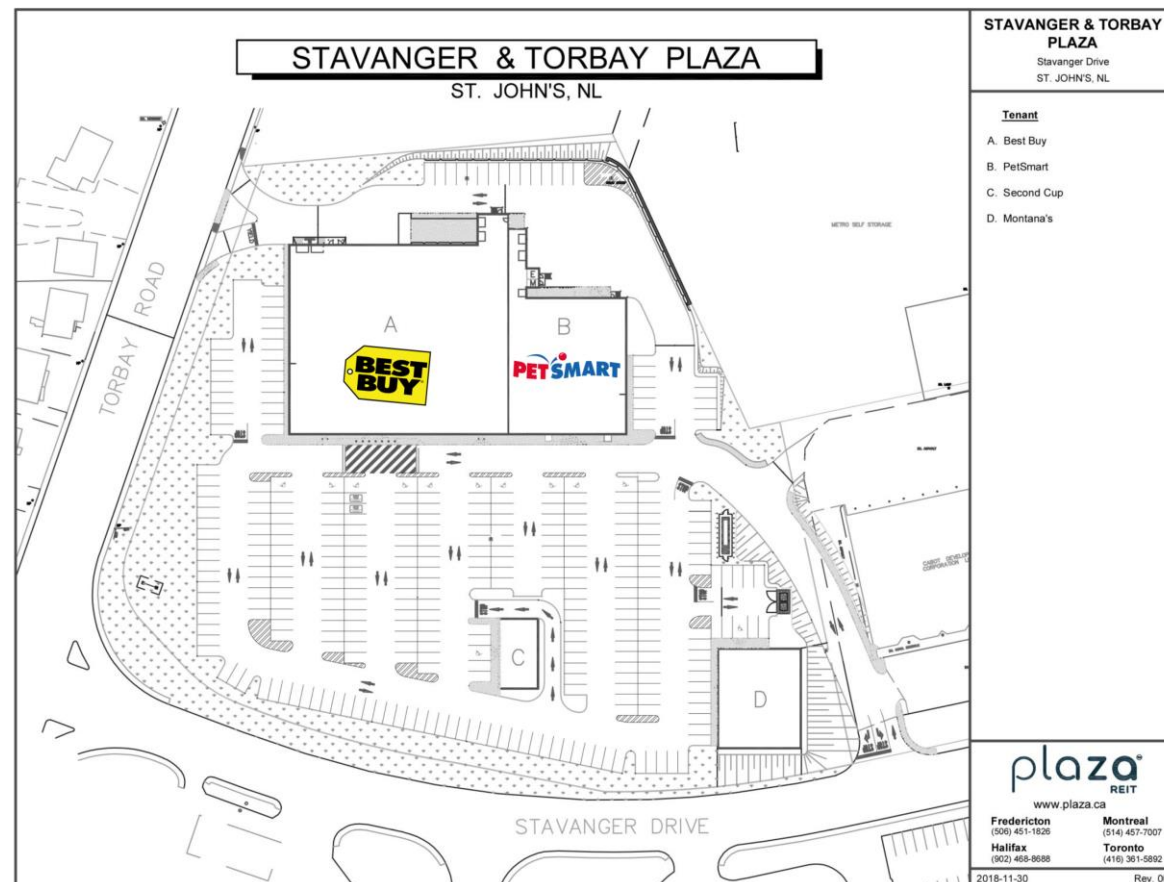 STAVANGER & TORBAY PLAZA
ST. JOHN'S, NL
STAVANGER & TORBAY
PLAZA
Stavanger Drive
ST. JOHN'S, NL
Tenant
A. Best Buy
B. PetSmart
C. Second Cup
D. Montana's
METRO SELF STORAGE
TORBAY ROAD
A
BEST
BUY
B
PETSMART
C
D
STAVANGER DRIVE
plaza
REIT
www.plaza.ca
Fredericton
(506) 451-1826
Montreal
(514) 457-7007
Halifax
(902) 468-8688
Toronto
(416) 361-5892
2018-11-30